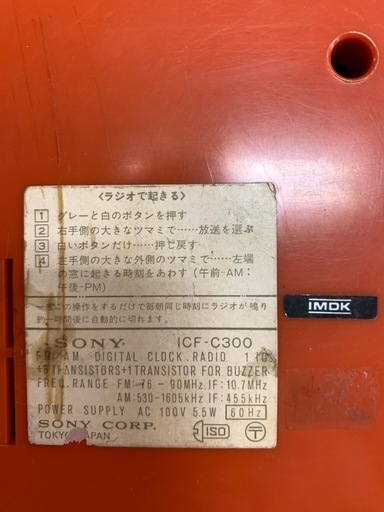 〈ラジオで起きる〉
1 グレーと白のボタンを押す
2 右手側の大きなツマミで……放送を選ぶ
3 白いボタンだけ……押し戻す
4 左手側の大きな外側のツマミで……左端
の窓に起きる時刻をあわす(午前-AM:
午後-PM)
一度この操作をするだけで毎朝同じ時刻にラジオが鳴り
約一時間後に自動的に切れます.
IMDK
SONY ICF-C300
FM/AM DIGITAL CLOCK RADIO 1 IC
+8 TRANSISTORS+1 TRANSISTOR FOR BUZZER
FREQ. RANGE FM: 76 - 90MHz IF: 10.7MHz
AM: 530-1605kHz IF: 455kHz
POWER SUPPLY AC 100V 5.5W 60Hz
SONY CORP. ISO 〒
TOKYO JAPAN